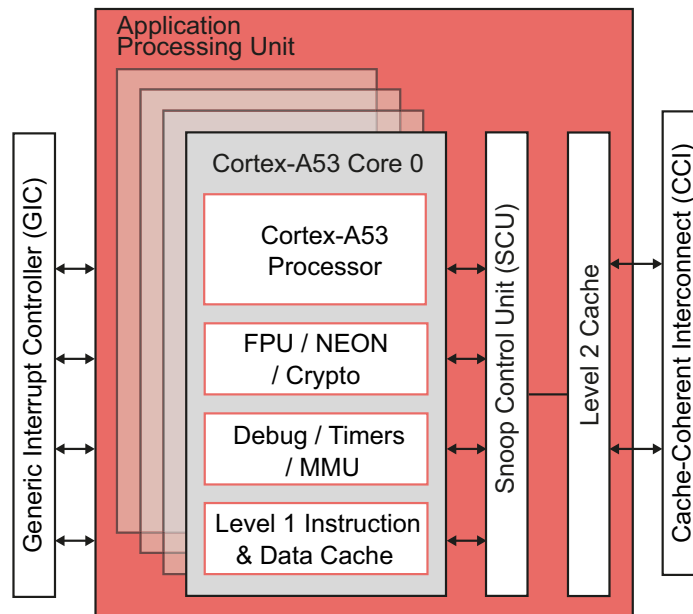 Application
Processing Unit
Generic Interrupt Controller (GIC)
Cortex-A53 Core 0
Cortex-A53
Processor
FPU / NEON
/ Crypto
Debug / Timers
/ MMU
Level 1 Instruction
& Data Cache
Snoop Control Unit (SCU)
Level 2 Cache
Cache-Coherent Interconnect (CCI)